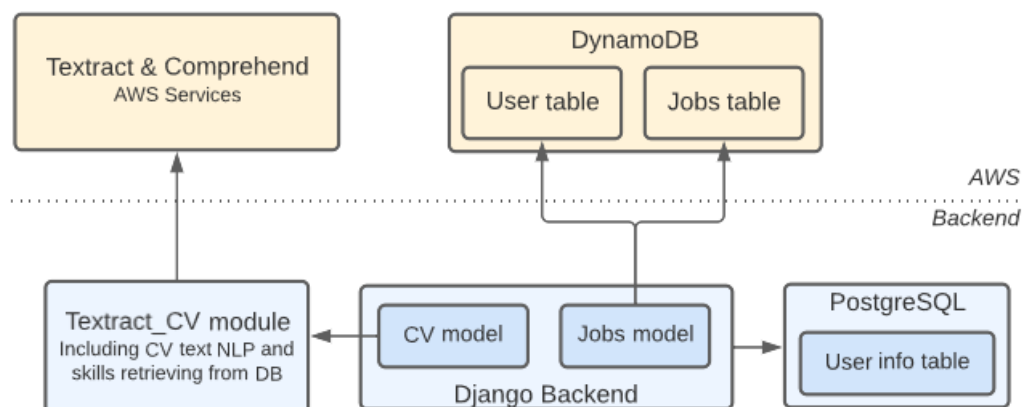 Textract & Comprehend
AWS Services
DynamoDB
User table
Jobs table
AWS
Backend
Textract_CV module
Including CV text NLP and
skills retrieving from DB
CV model
Jobs model
Django Backend
PostgreSQL
User info table